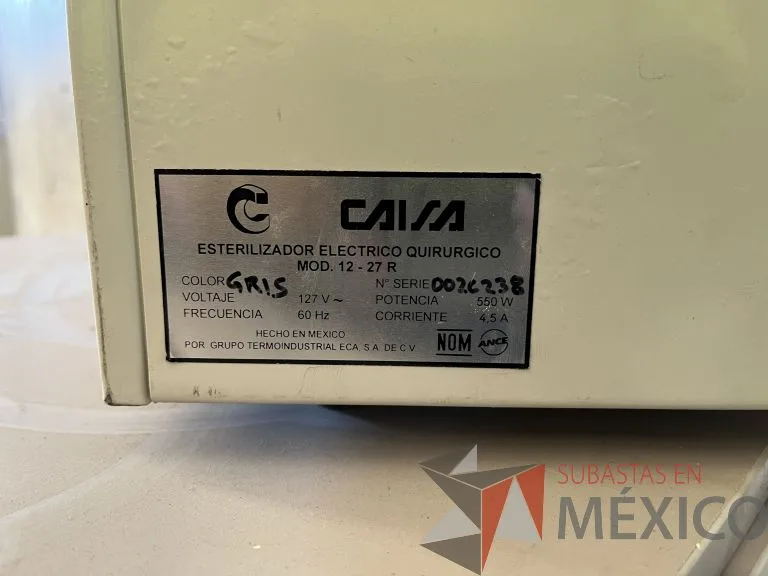 CAISA
ESTERILIZADOR ELECTRICO QUIRURGICO
MOD. 12 - 27 R
COLOR GRIS N° SERIE 0026238
VOLTAJE 127 V ~ POTENCIA 550 W
FRECUENCIA 60 Hz CORRIENTE 4,5 A
HECHO EN MEXICO
POR GRUPO TERMOINDUSTRIAL ECA, S.A. DE C.V.
NOM ANCE
SUBASTAS EN
MÉXICO